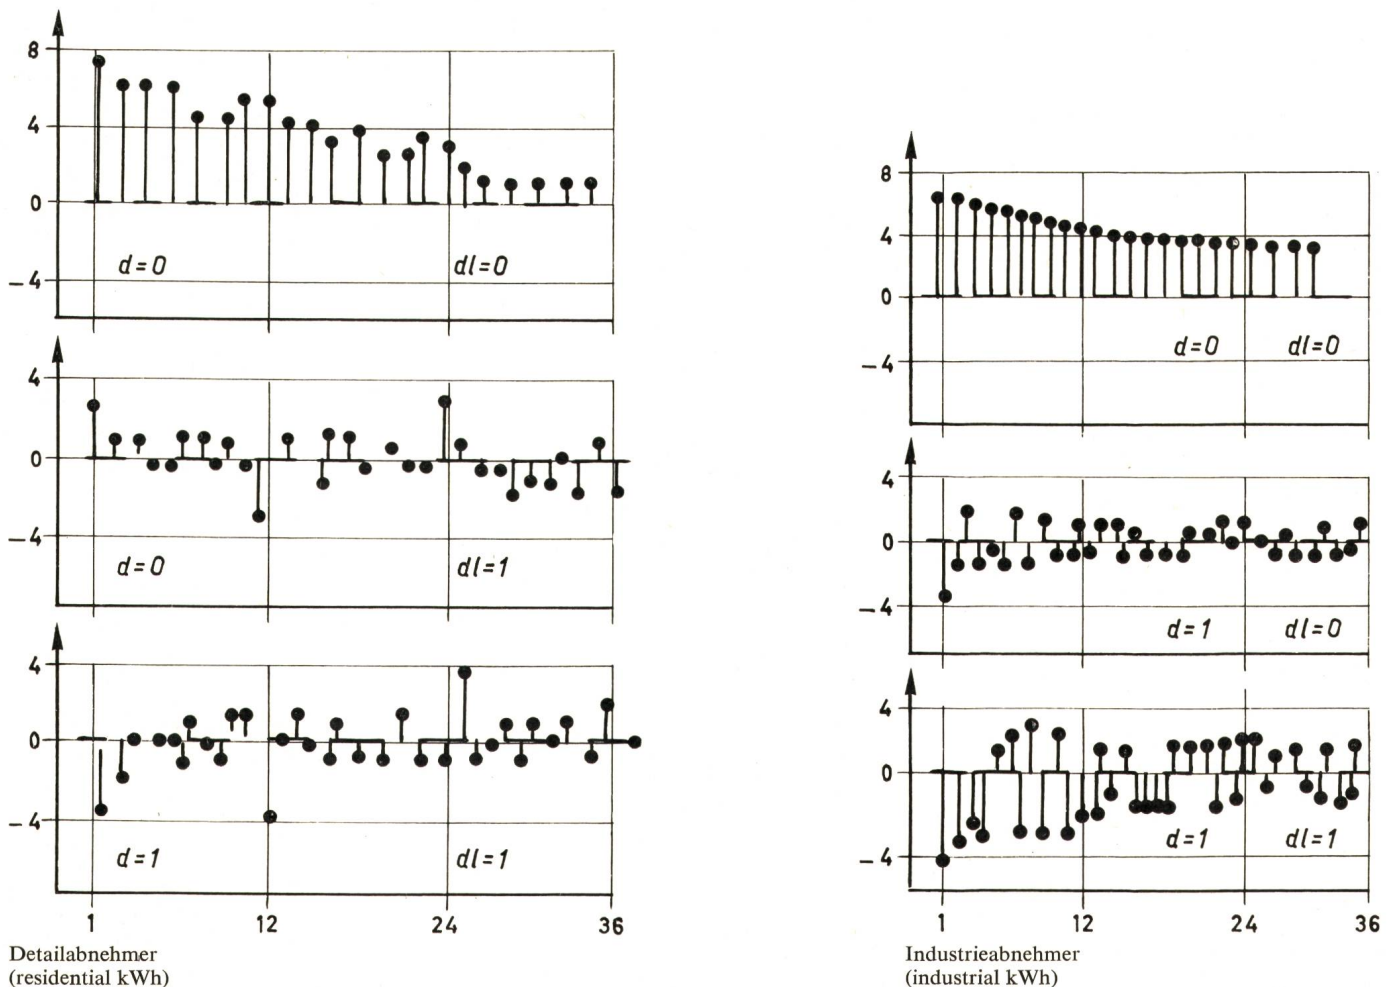 8
4
0
−4
d=0
dl=0
4
0
−4
d=0
dl=1
4
0
−4
d=1
dl=1
1
12
24
36
Detailabnehmer
(residential kWh)
8
4
0
−4
d=0
dl=0
4
0
−4
d=1
dl=0
4
0
−4
d=1
dl=1
1
12
24
36
Industrieabnehmer
(industrial kWh)